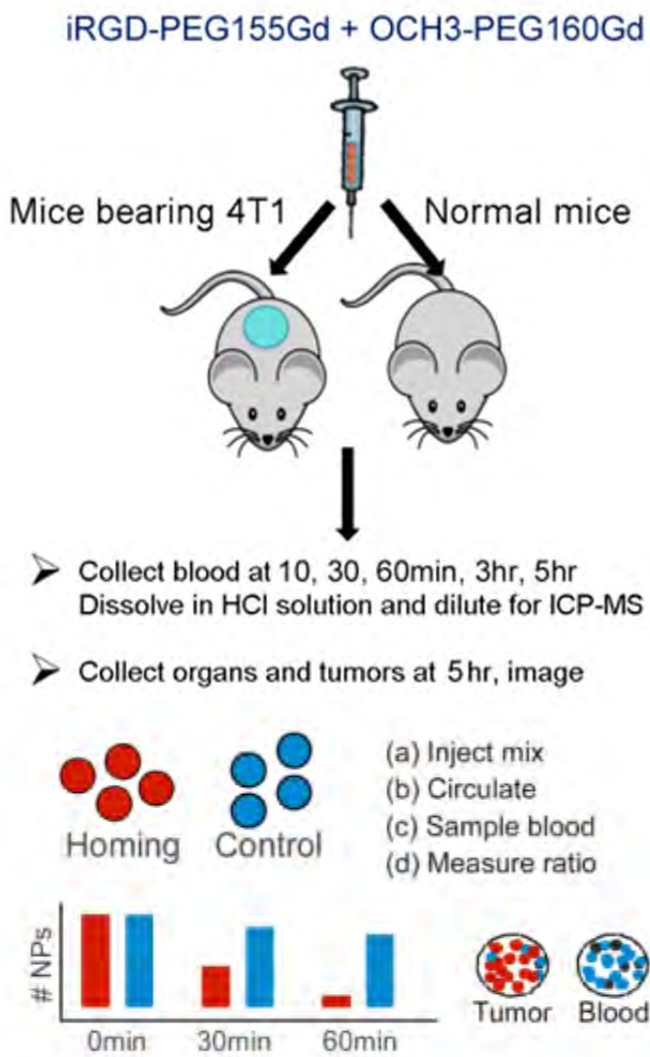 iRGD-PEG155Gd + OCH3-PEG160Gd
Mice bearing 4T1
Normal mice
Collect blood at 10, 30, 60min, 3hr, 5hr
Dissolve in HCl solution and dilute for ICP-MS
Collect organs and tumors at 5hr, image
Homing
Control
(a) Inject mix
(b) Circulate
(c) Sample blood
(d) Measure ratio
# NPs
0min
30min
60min
Tumor
Blood